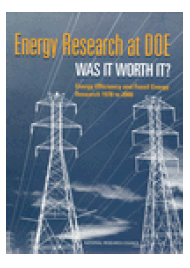 Energy Research at DOE
WAS IT WORTH IT?
Energy Efficiency and Fossil Energy
Research 1978 to 2000
NATIONAL RESEARCH COUNCIL